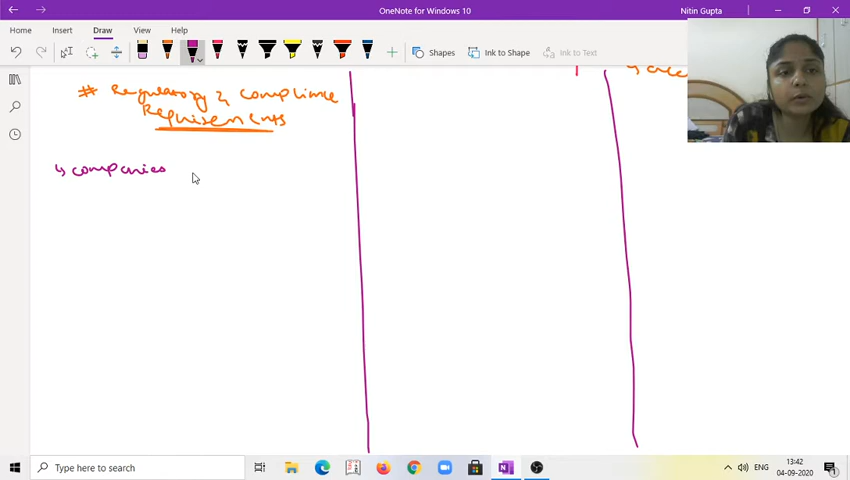 OneNote for Windows 10
Nitin Gupta
Home Insert Draw View Help
Shapes Ink to Shape Ink to Text
# Regulatory & compliance
Requirements
↳ companies
Type here to search
ENG
13:42
04-09-2020